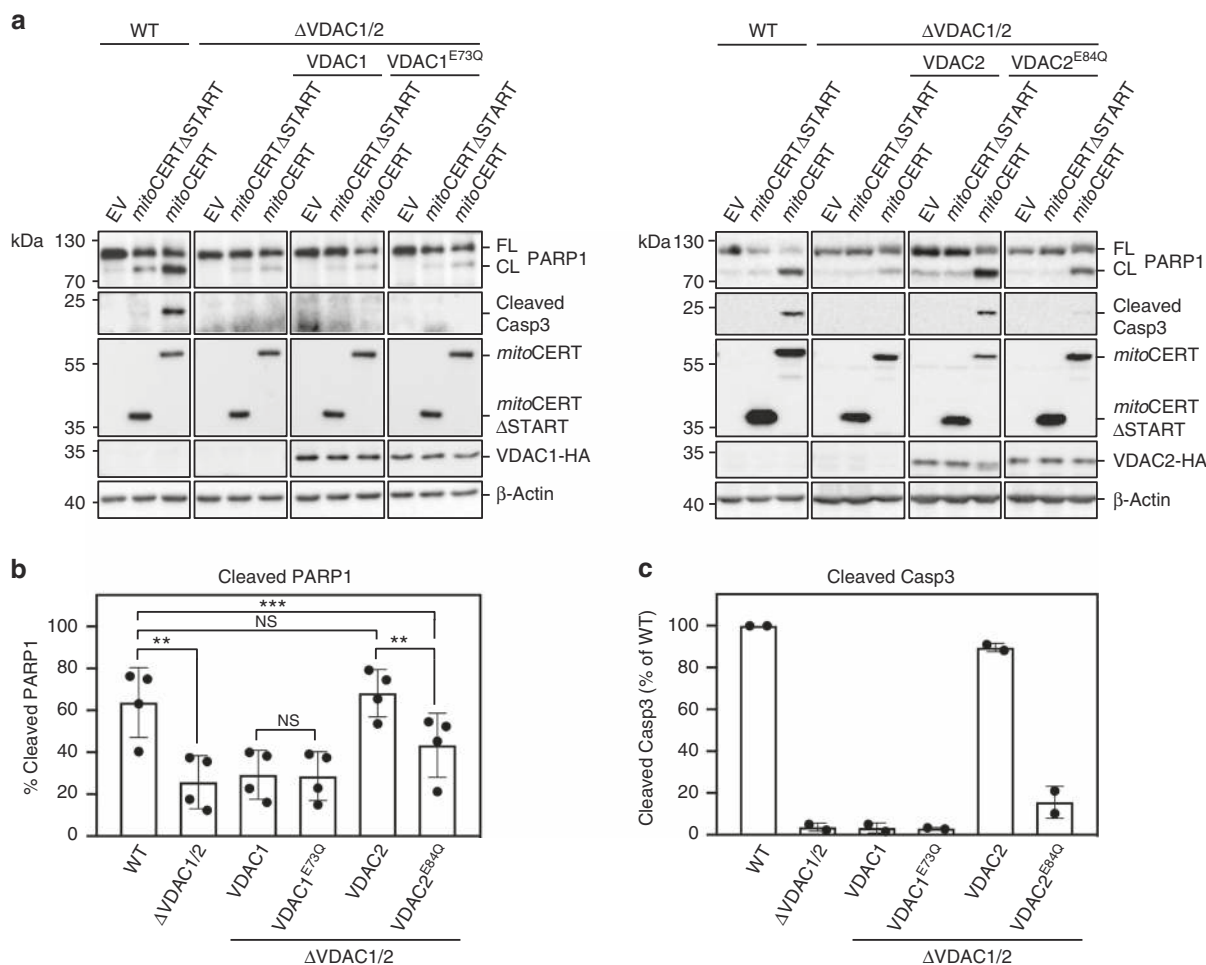 a
WT
ΔVDAC1/2
VDAC1
VDAC1E73Q
EV
mitoCERTΔSTART
mitoCERT
EV
mitoCERTΔSTART
mitoCERT
EV
mitoCERTΔSTART
mitoCERT
EV
mitoCERTΔSTART
mitoCERT
kDa
130
70
25
55
35
35
40
FL
CL
PARP1
Cleaved
Casp3
mitoCERT
mitoCERT
ΔSTART
VDAC1-HA
β-Actin
WT
ΔVDAC1/2
VDAC2
VDAC2E84Q
EV
mitoCERTΔSTART
mitoCERT
EV
mitoCERTΔSTART
mitoCERT
EV
mitoCERTΔSTART
mitoCERT
EV
mitoCERTΔSTART
mitoCERT
kDa
130
70
25
55
35
35
40
FL
CL
PARP1
Cleaved
Casp3
mitoCERT
mitoCERT
ΔSTART
VDAC2-HA
β-Actin
b
Cleaved PARP1
% Cleaved PARP1
100
80
60
40
20
0
***
NS
**
**
NS
WT
ΔVDAC1/2
VDAC1
VDAC1E73Q
VDAC2
VDAC2E84Q
ΔVDAC1/2
c
Cleaved Casp3
Cleaved Casp3 (% of WT)
100
80
60
40
20
0
WT
ΔVDAC1/2
VDAC1
VDAC1E73Q
VDAC2
VDAC2E84Q
ΔVDAC1/2